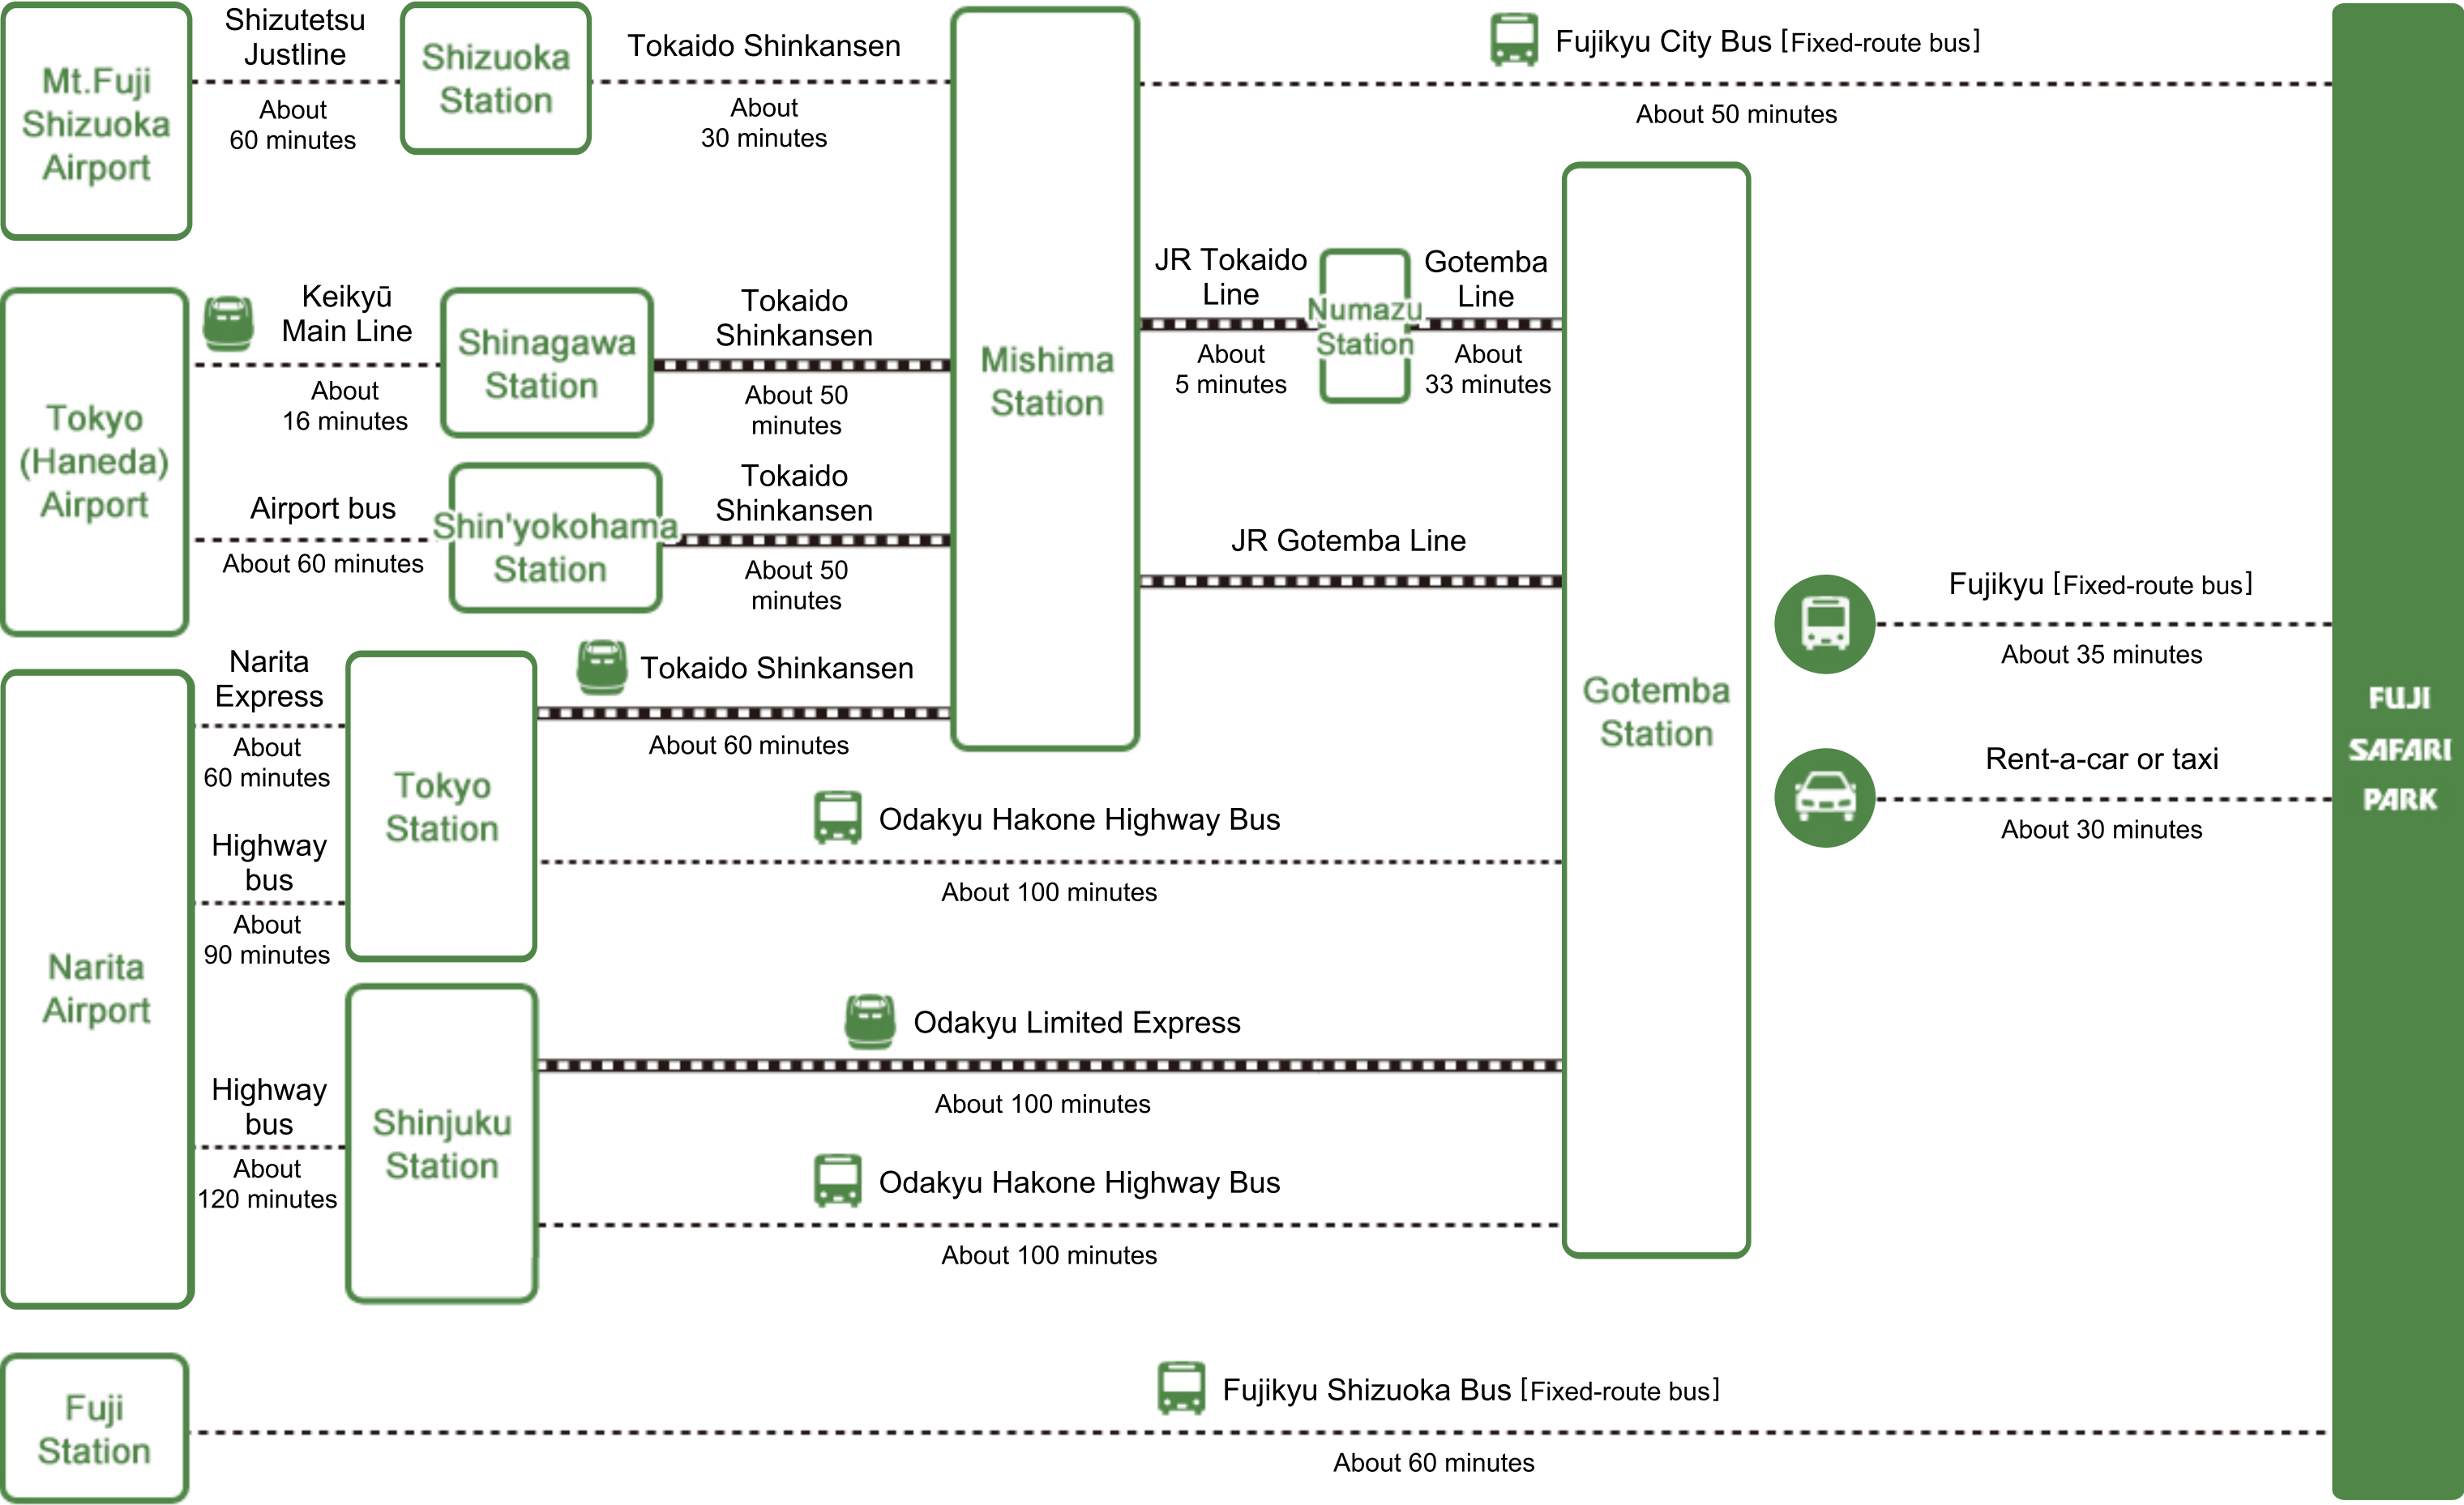 Mt.Fuji
Shizuoka
Airport
Shizutetsu
Justline
About
60 minutes
Shizuoka
Station
Tokaido Shinkansen
About
30 minutes
Fujikyu City Bus [Fixed-route bus]
About 50 minutes
Tokyo
(Haneda)
Airport
Keikyū
Main Line
About
16 minutes
Shinagawa
Station
Tokaido
Shinkansen
About 50
minutes
Airport bus
About 60 minutes
Shin'yokohama
Station
Tokaido
Shinkansen
About 50
minutes
Mishima
Station
JR Tokaido
Line
About
5 minutes
Numazu
Station
Gotemba
Line
About
33 minutes
JR Gotemba Line
Narita
Airport
Narita
Express
About
60 minutes
Highway
bus
About
90 minutes
Tokyo
Station
Tokaido Shinkansen
About 60 minutes
Odakyu Hakone Highway Bus
About 100 minutes
Highway
bus
About
120 minutes
Shinjuku
Station
Odakyu Limited Express
About 100 minutes
Odakyu Hakone Highway Bus
About 100 minutes
Gotemba
Station
Fujikyu [Fixed-route bus]
About 35 minutes
Rent-a-car or taxi
About 30 minutes
FUJI
SAFARI
PARK
Fuji
Station
Fujikyu Shizuoka Bus [Fixed-route bus]
About 60 minutes